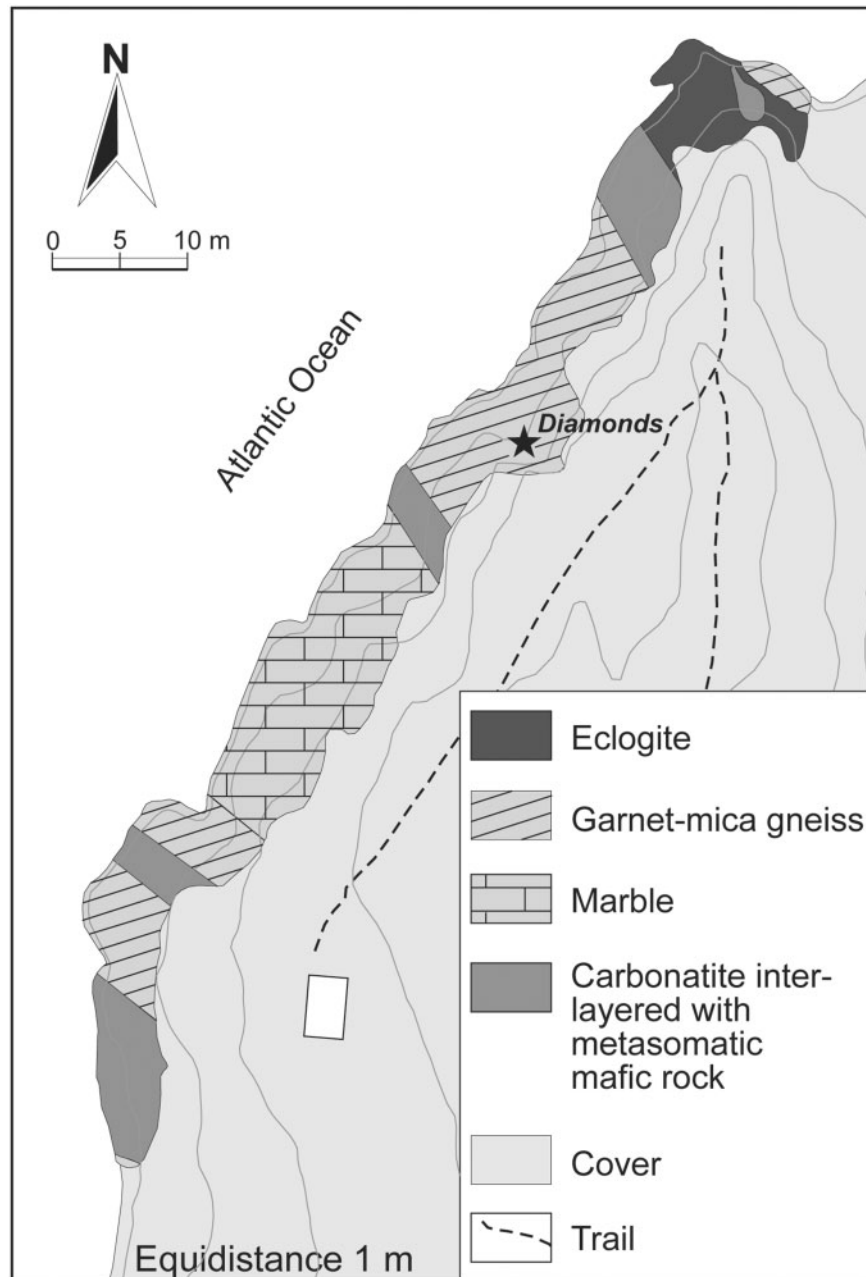 N
0 5 10 m
Atlantic Ocean
Diamonds
Eclogite
Garnet-mica gneiss
Marble
Carbonatite inter-
layered with
metasomatic
mafic rock
Cover
Trail
Equidistance 1 m